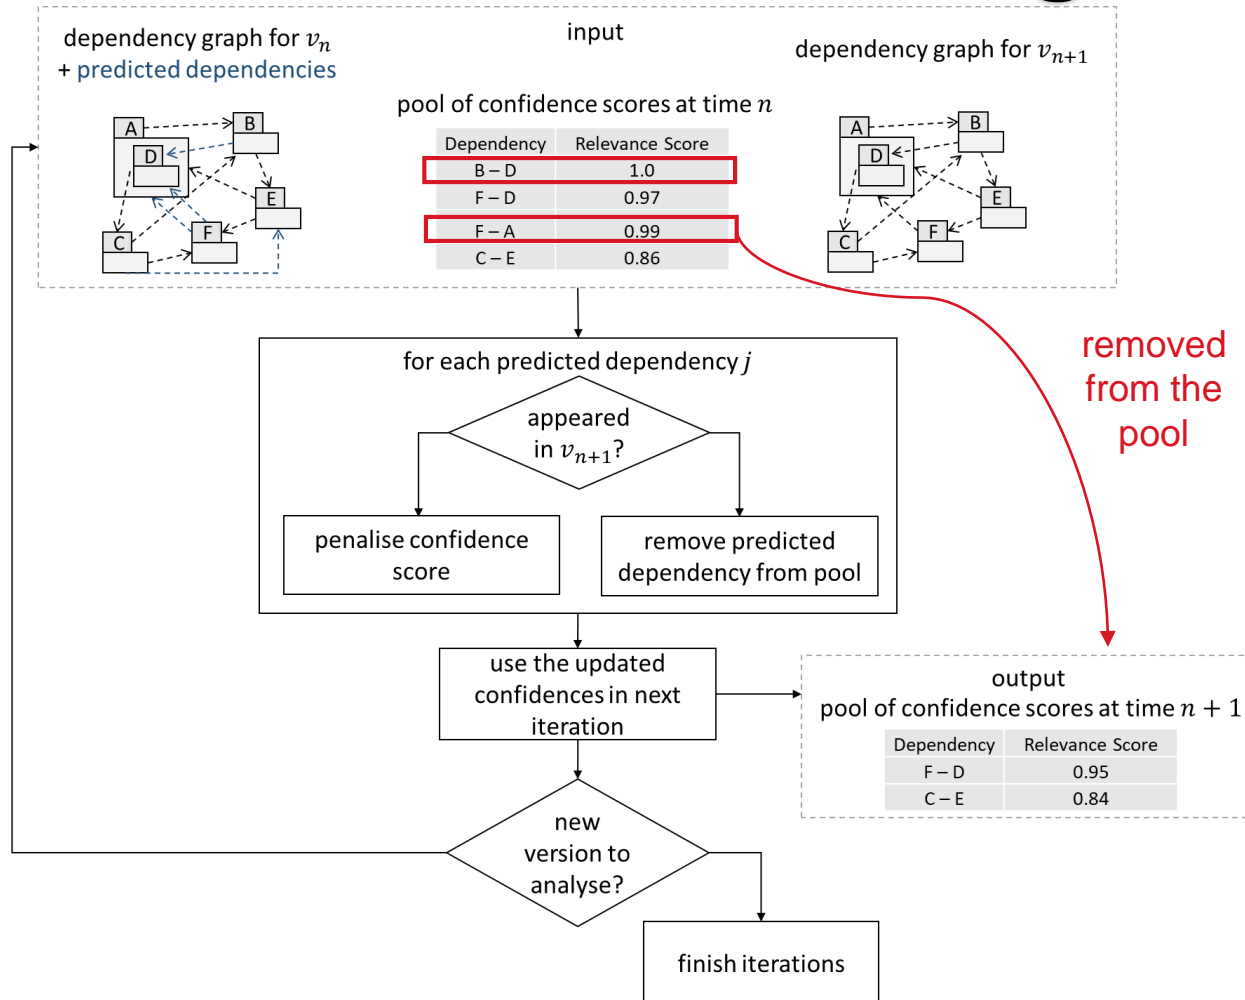 input
dependency graph for vₙ
+ predicted dependencies
A
B
D
E
F
C
pool of confidence scores at time n
Dependency Relevance Score
B – D 1.0
F – D 0.97
F – A 0.99
C – E 0.86
dependency graph for vₙ₊₁
A
B
D
E
F
C
removed
from the
pool
for each predicted dependency j
appeared
in vₙ₊₁?
penalise confidence
score
remove predicted
dependency from pool
use the updated
confidences in next
iteration
output
pool of confidence scores at time n + 1
Dependency Relevance Score
F – D 0.95
C – E 0.84
new
version to
analyse?
finish iterations